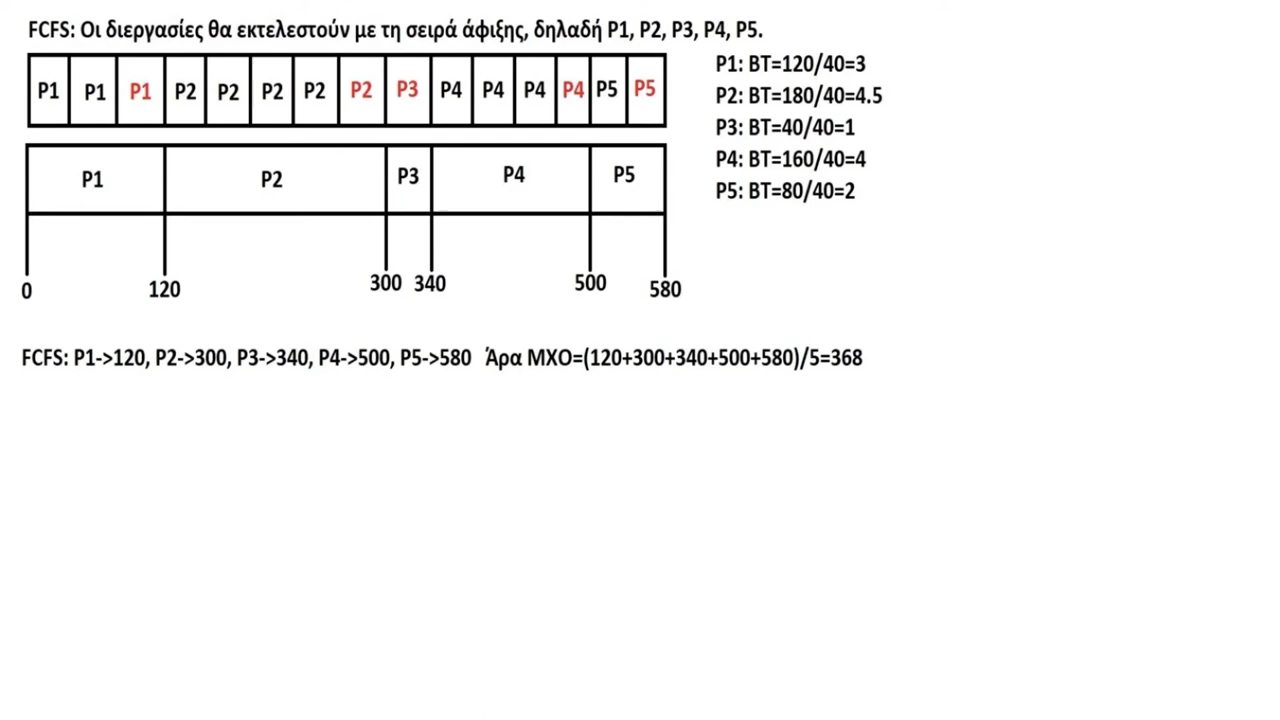 FCFS: Οι διεργασίες θα εκτελεστούν με τη σειρά άφιξης, δηλαδή P1, P2, P3, P4, P5.
P1 P1 P1 P2 P2 P2 P2 P2 P3 P4 P4 P4 P4 P5 P5
P1: BT=120/40=3
P2: BT=180/40=4.5
P3: BT=40/40=1
P4: BT=160/40=4
P5: BT=80/40=2
P1 P2 P3 P4 P5
0 120 300 340 500 580
FCFS: P1->120, P2->300, P3->340, P4->500, P5->580 Άρα ΜΧΟ=(120+300+340+500+580)/5=368